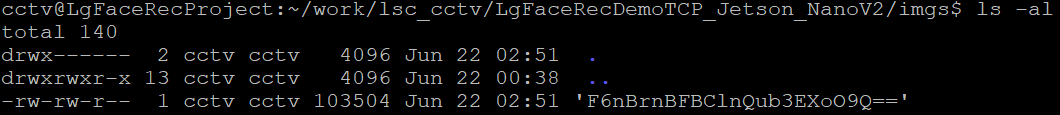 cctv@LgFaceRecProject:~/work/lsc_cctv/LgFaceRecDemoTCP_Jetson_NanoV2/imgs$ ls -al
total 140
drwx------  2 cctv cctv   4096 Jun 22 02:51  .
drwxrwxr-x 13 cctv cctv   4096 Jun 22 00:38  ..
-rw-rw-r--  1 cctv cctv 103504 Jun 22 02:51 'F6nBrnBFBClnQub3EXoO9Q=='